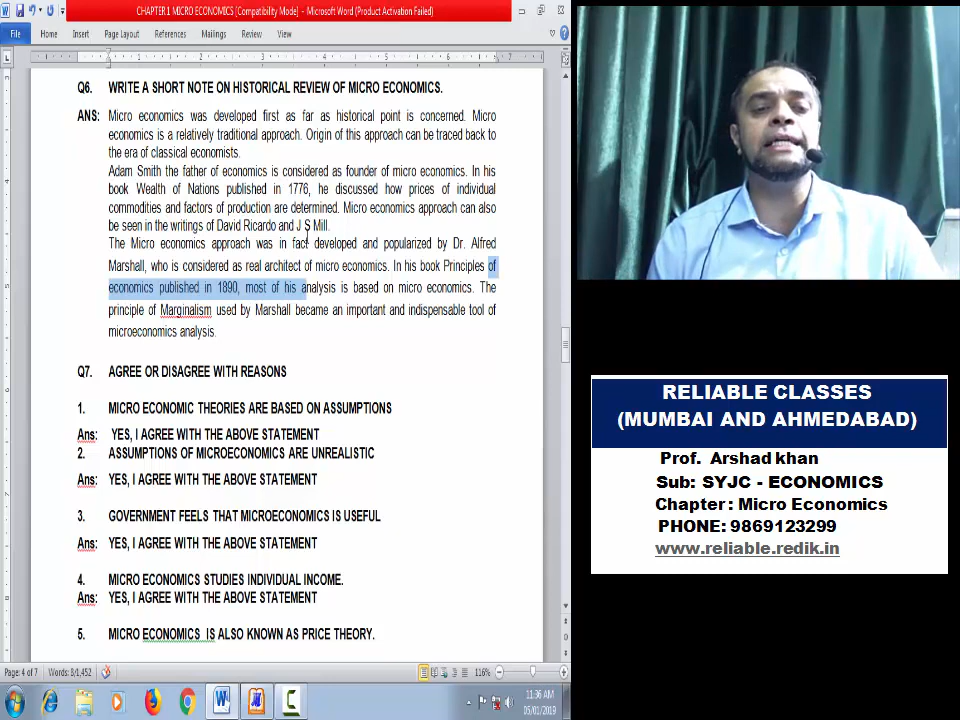 CHAPTER1 MICRO ECONOMICS [Compatibility Mode] - Microsoft Word (Product Activation Failed)
File Home Insert Page Layout References Mailings Review View
Q6. WRITE A SHORT NOTE ON HISTORICAL REVIEW OF MICRO ECONOMICS.
ANS: Micro economics was developed first as far as historical point is concerned. Micro
economics is a relatively traditional approach. Origin of this approach can be traced back to
the era of classical economists.
Adam Smith the father of economics is considered as founder of micro economics. In his
book Wealth of Nations published in 1776, he discussed how prices of individual
commodities and factors of production are determined. Micro economics approach can also
be seen in the writings of David Ricardo and J S Mill.
The Micro economics approach was in fact developed and popularized by Dr. Alfred
Marshall, who is considered as real architect of micro economics. In his book Principles of
economics published in 1890, most of his analysis is based on micro economics. The
principle of Marginalism used by Marshall became an important and indispensable tool of
microeconomics analysis.
Q7. AGREE OR DISAGREE WITH REASONS
1. MICRO ECONOMIC THEORIES ARE BASED ON ASSUMPTIONS
Ans: YES, I AGREE WITH THE ABOVE STATEMENT
2. ASSUMPTIONS OF MICROECONOMICS ARE UNREALISTIC
Ans: YES, I AGREE WITH THE ABOVE STATEMENT
3. GOVERNMENT FEELS THAT MICROECONOMICS IS USEFUL
Ans: YES, I AGREE WITH THE ABOVE STATEMENT
4. MICRO ECONOMICS STUDIES INDIVIDUAL INCOME.
Ans: YES, I AGREE WITH THE ABOVE STATEMENT
5. MICRO ECONOMICS IS ALSO KNOWN AS PRICE THEORY.
Page: 4 of 7 Words: 8/1,452 116%
11:36 AM
05/01/2019
RELIABLE CLASSES
(MUMBAI AND AHMEDABAD)
Prof. Arshad khan
Sub: SYJC - ECONOMICS
Chapter : Micro Economics
PHONE: 9869123299
www.reliable.redik.in